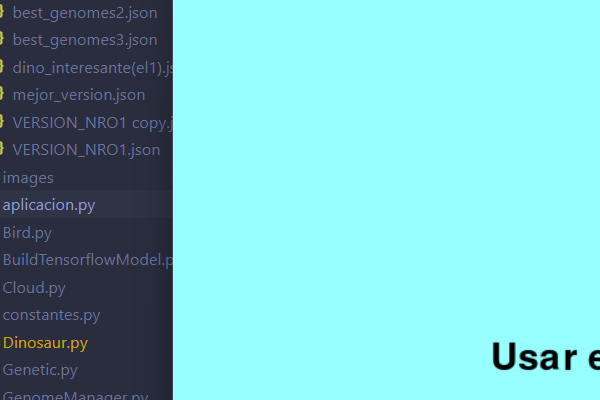 best_genomes2.json
best_genomes3.json
dino_interesante(el1).js
mejor_version.json
VERSION_NRO1 copy.j
VERSION_NRO1.json
images
aplicacion.py
Bird.py
BuildTensorflowModel.p
Cloud.py
constantes.py
Dinosaur.py
Usar e
Genetic.py
GenomeManager.py